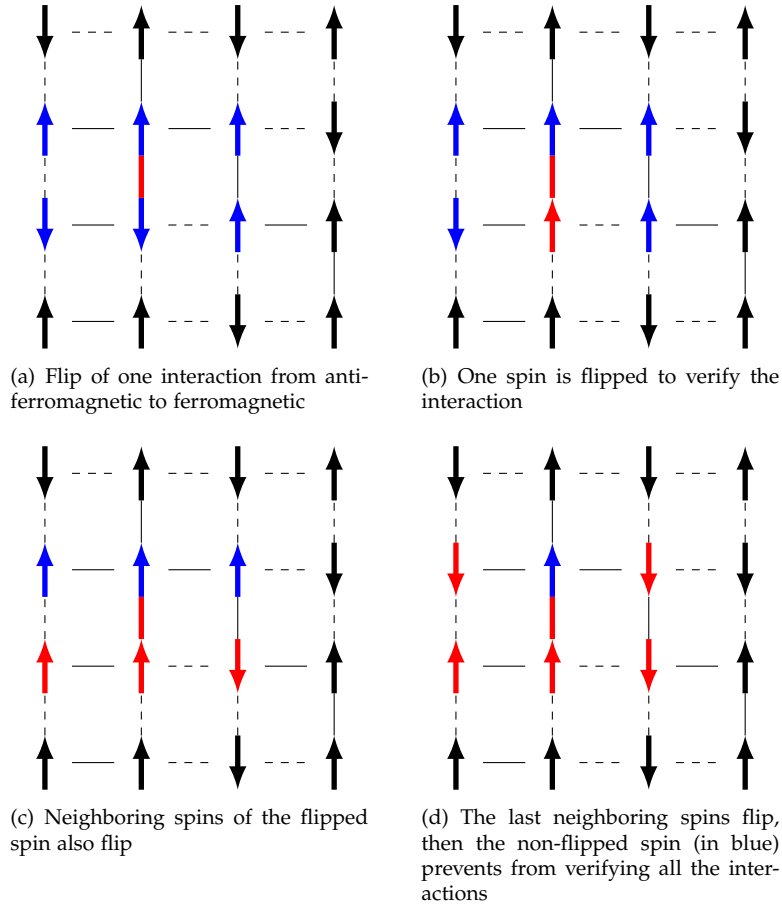 (a) Flip of one interaction from anti-
ferromagnetic to ferromagnetic
(b) One spin is flipped to verify the
interaction
(c) Neighboring spins of the flipped
spin also flip
(d) The last neighboring spins flip,
then the non-flipped spin (in blue)
prevents from verifying all the inter-
actions